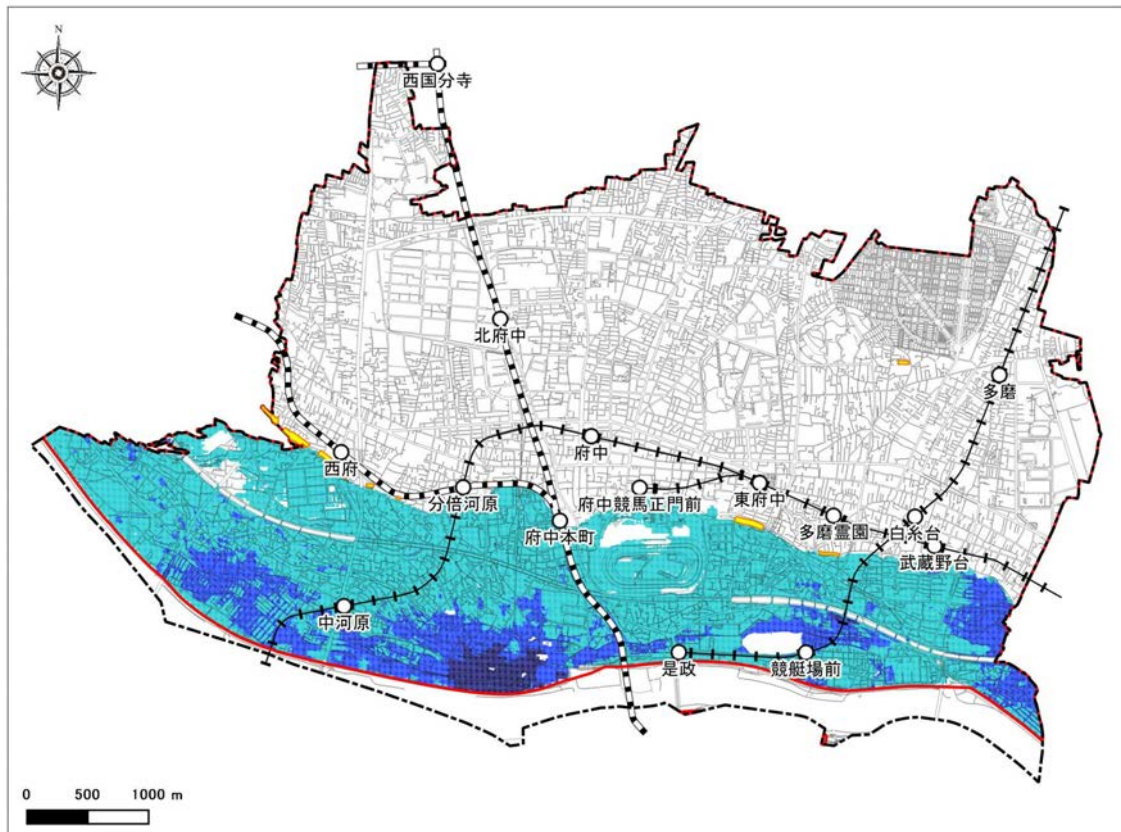 N
西国分寺
北府中
多磨
府中
西府
分倍河原
府中競馬正門前
東府中
府中本町
多磨霊園
白糸台
武蔵野台
中河原
是政
競艇場前
0 500 1000 m